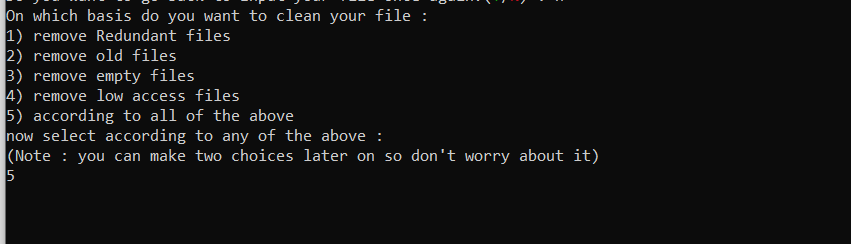 On which basis do you want to clean your file :
1) remove Redundant files
2) remove old files
3) remove empty files
4) remove low access files
5) according to all of the above
now select according to any of the above :
(Note : you can make two choices later on so don't worry about it)
5